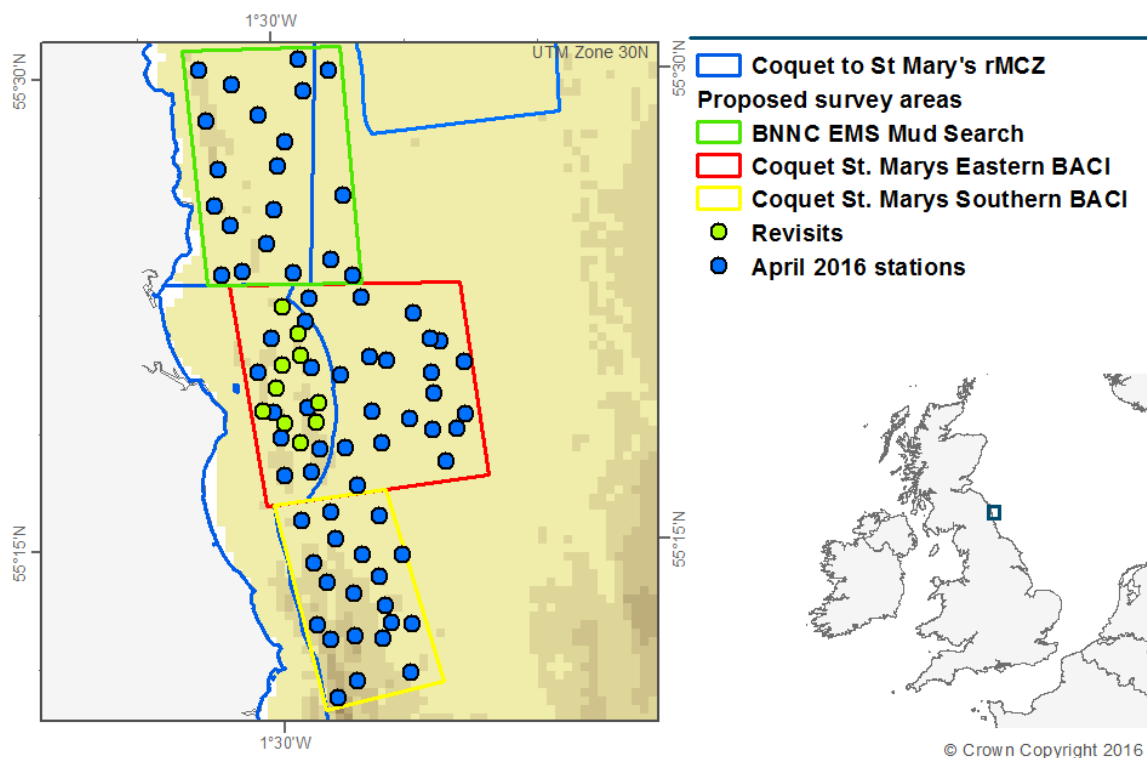 1°30'W
UTM Zone 30N
55°30'N
55°30'N
Coquet to St Mary's rMCZ
Proposed survey areas
BNNC EMS Mud Search
Coquet St. Marys Eastern BACI
Coquet St. Marys Southern BACI
Revisits
April 2016 stations
55°15'N
55°15'N
1°30'W
© Crown Copyright 2016